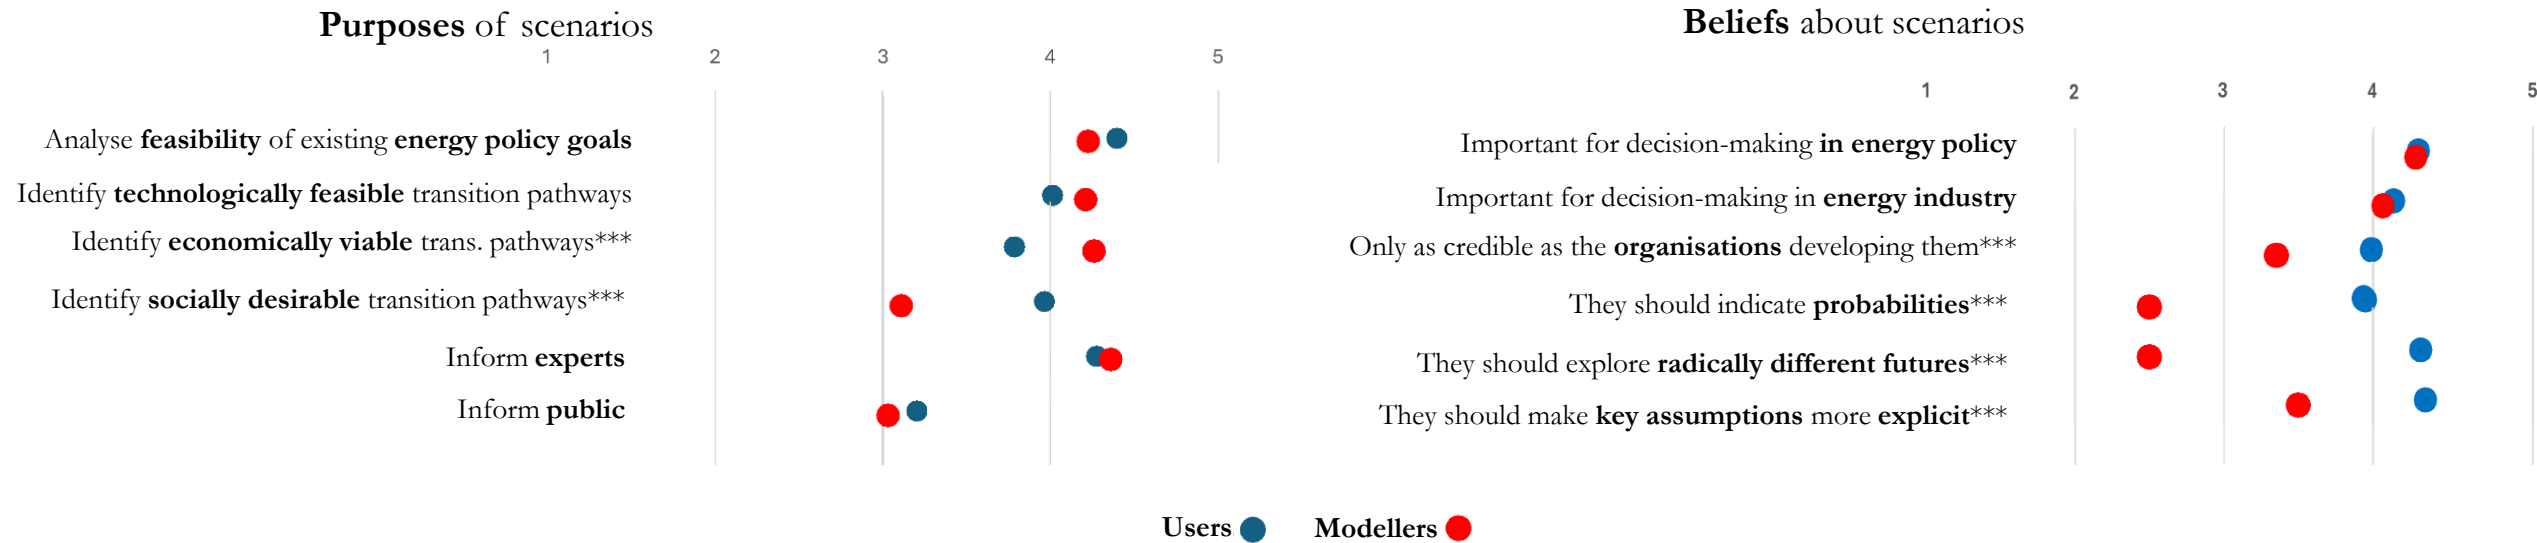 Purposes of scenarios
1 2 3 4 5
Analyse feasibility of existing energy policy goals
Identify technologically feasible transition pathways
Identify economically viable trans. pathways***
Identify socially desirable transition pathways***
Inform experts
Inform public
Beliefs about scenarios
1 2 3 4 5
Important for decision-making in energy policy
Important for decision-making in energy industry
Only as credible as the organisations developing them***
They should indicate probabilities***
They should explore radically different futures***
They should make key assumptions more explicit***
Users Modellers